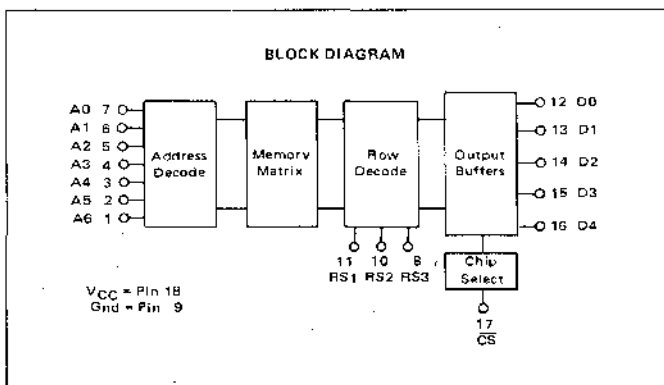 BLOCK DIAGRAM
A0 7
A1 6
A2 5
A3 4
A4 3
A5 2
A6 1
Address
Decode
Memory
Matrix
Row
Decode
Output
Buffers
12 D0
13 D1
14 D2
15 D3
16 D4
11 10 8
RS1 RS2 RS3
Chip
Select
17
CS
VCC = Pin 18
Gnd = Pin 9